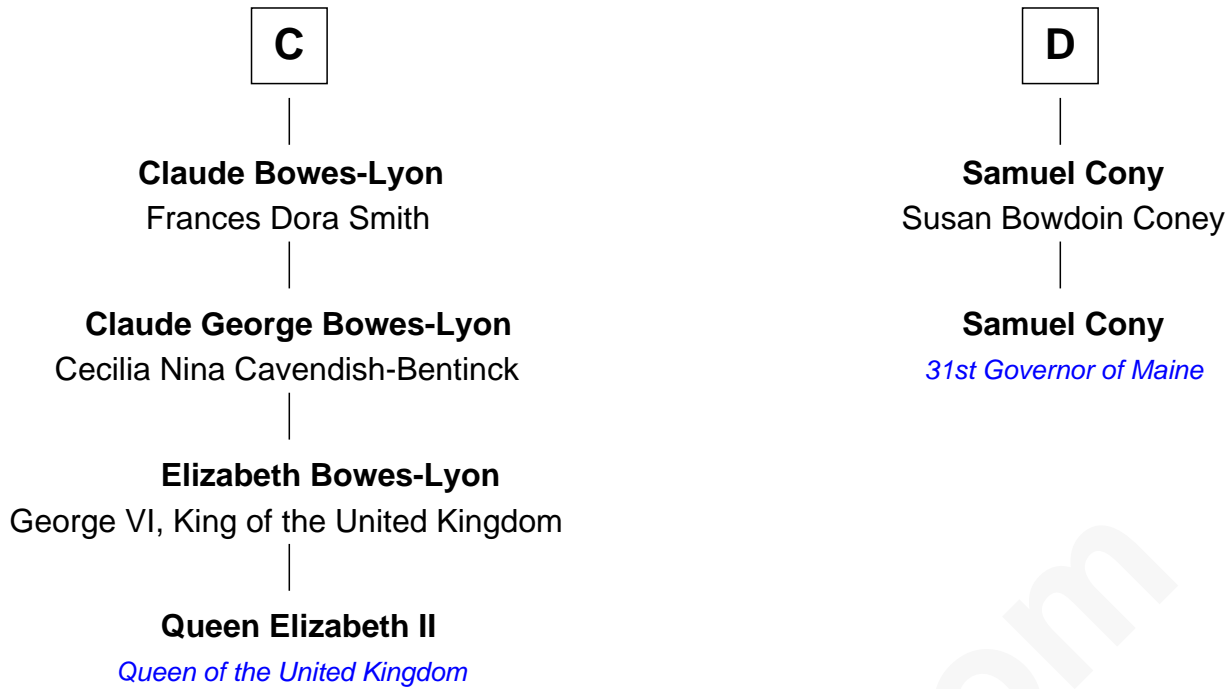 C
Claude Bowes-Lyon
Frances Dora Smith
Claude George Bowes-Lyon
Cecilia Nina Cavendish-Bentinck
Elizabeth Bowes-Lyon
George VI, King of the United Kingdom
Queen Elizabeth II
Queen of the United Kingdom
D
Samuel Cony
Susan Bowdoin Coney
Samuel Cony
31st Governor of Maine
om